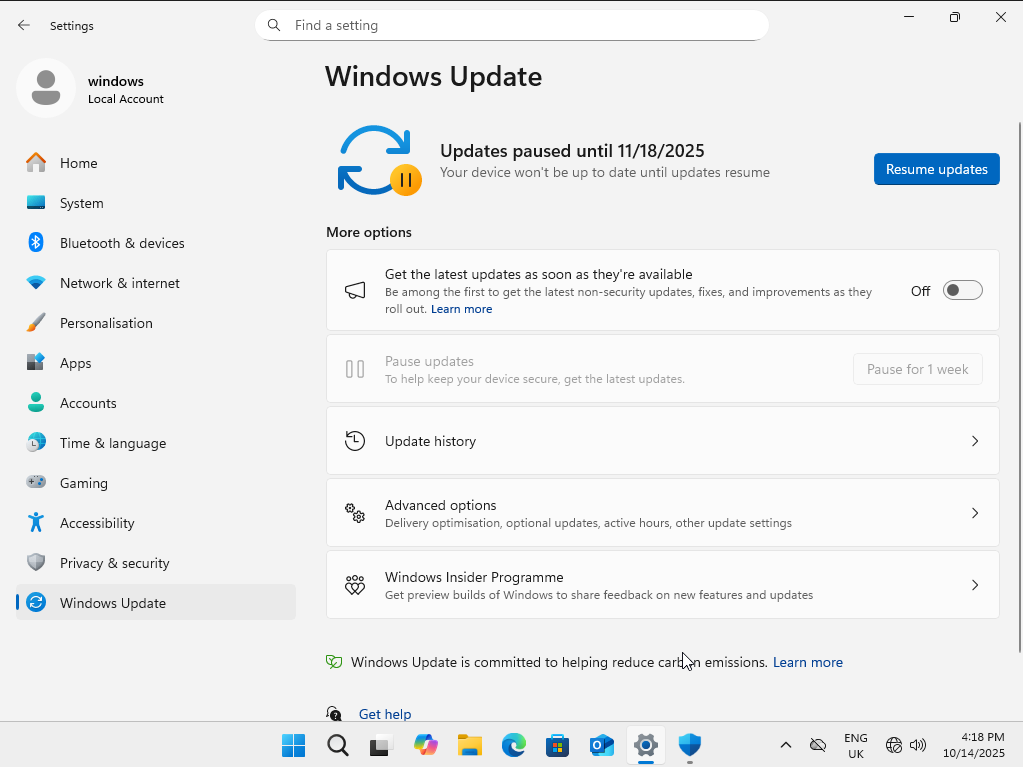 Settings
Find a setting
windows
Local Account
Home
System
Bluetooth & devices
Network & internet
Personalisation
Apps
Accounts
Time & language
Gaming
Accessibility
Privacy & security
Windows Update
Windows Update
Updates paused until 11/18/2025
Your device won't be up to date until updates resume
Resume updates
More options
Get the latest updates as soon as they're available
Be among the first to get the latest non-security updates, fixes, and improvements as they
roll out. Learn more
Off
Pause updates
To help keep your device secure, get the latest updates.
Pause for 1 week
Update history
Advanced options
Delivery optimisation, optional updates, active hours, other update settings
Windows Insider Programme
Get preview builds of Windows to share feedback on new features and updates
Windows Update is committed to helping reduce carbon emissions. Learn more
Get help
ENG
UK
4:18 PM
10/14/2025